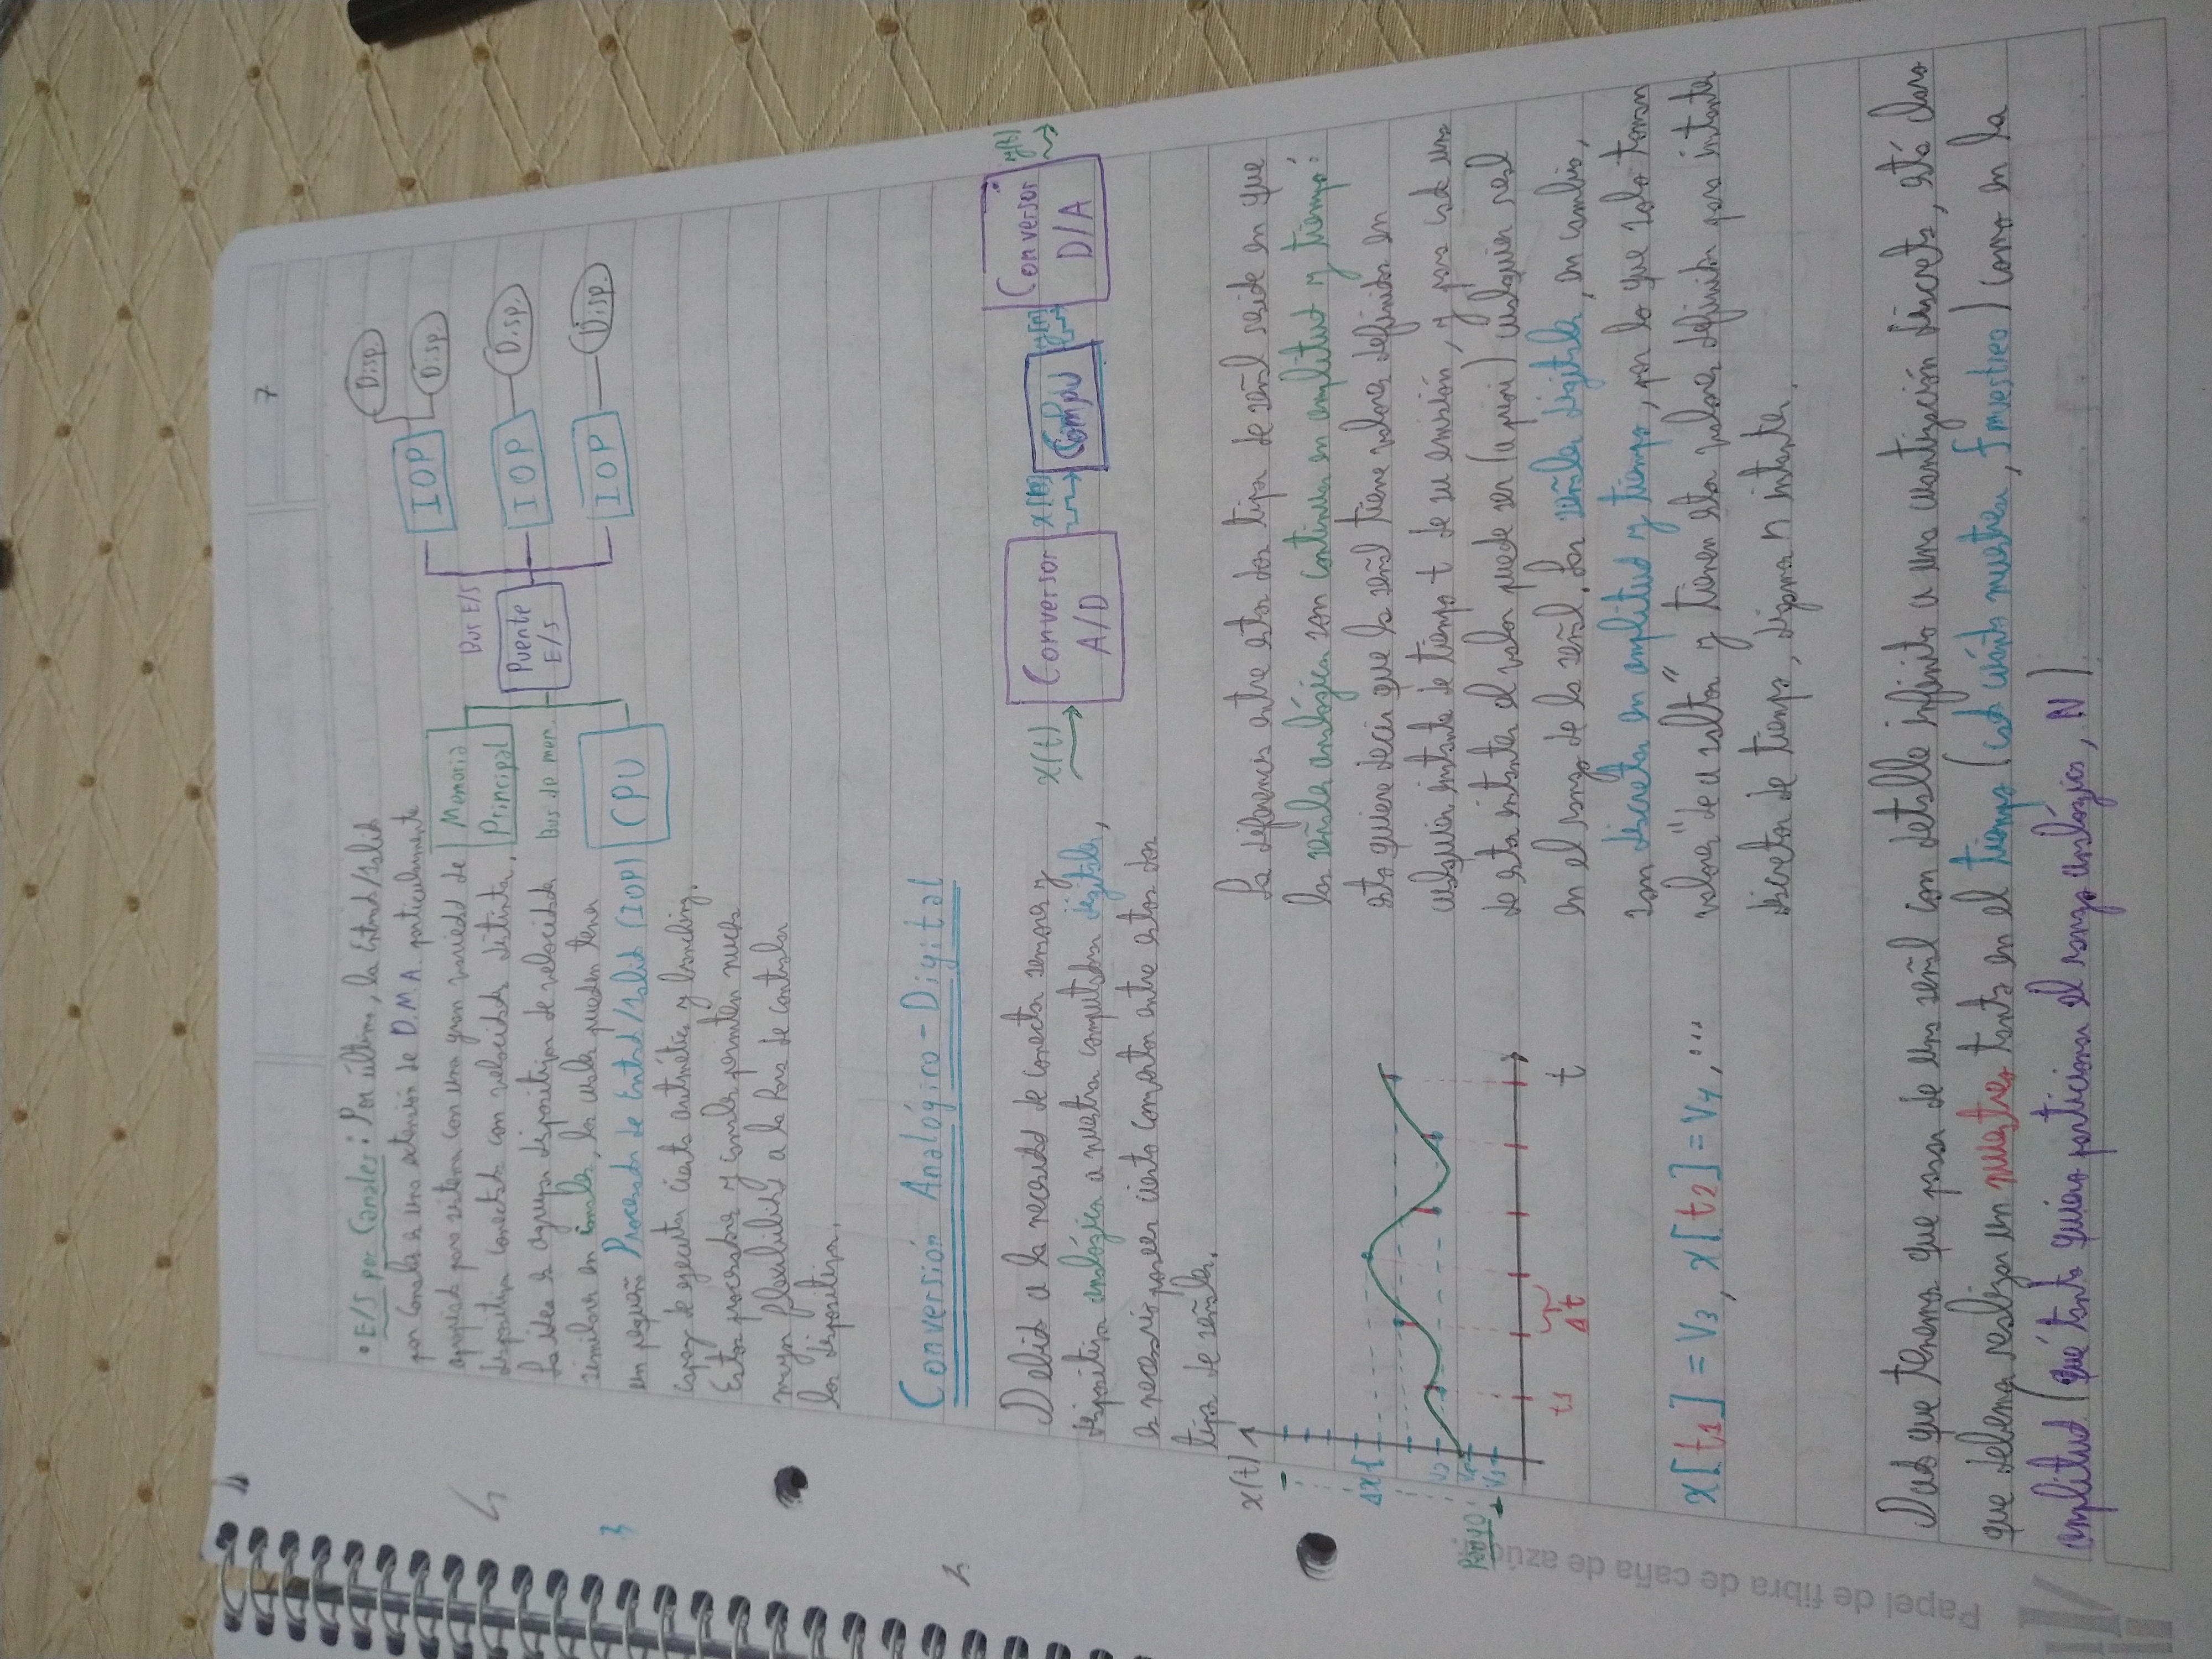 7
• E/S por Canales: Por último, la Entrada/Salida
por Canales es una extensión de D.M.A. particularmente
apropiada para sistemas con una gran variedad de
dispositivos conectados con velocidades distintas.
La idea es agrupar dispositivos de velocidades
similares en canales, los cuales pueden tener
un pequeño Procesador de Entrada/Salida (IOP)
capaz de ejecutar cierta aritmética y branching.
Estos procesadores y canales permiten mucha
mayor flexibilidad a la hora de controlar
los dispositivos.
Memoria
Principal
Bus de mem.
CPU
Puente
E/S
Bus E/S
IOP
Disp.
Disp.
IOP
Disp.
IOP
Disp.
Conversión Analógico-Digital
Debido a la necesidad de conectar sensores y
dispositivos analógicos a nuestras computadoras digitales,
es necesario poseer ciertos conversores entre estos dos
tipos de señales.
x(t)
Conversor
A/D
Compu
y[n]
Conversor
D/A
y(t)
x(t)
Δx
V3
Rango
t1
Δt
t
x[t1] = V3, x[t2] = V4, ...
La diferencia entre estos dos tipos de señal reside en que
las señales analógicas son continuas en amplitud y tiempo:
esto quiere decir que la señal tiene valores definidos en
cualquier instante de tiempo t de su emisión, y para cada uno
de estos instantes el valor puede ser (a priori) cualquier real
en el rango de la señal. Las señales digitales, en cambio,
son discretas en amplitud y tiempo, por lo que solo toman
valores "de a saltos" y tienen estos valores definidos para instantes
discretos de tiempo, digamos n instantes.
Dado que tenemos que pasar de una señal con detalle infinito a una cuantización discreta, está claro
que debemos realizar un muestreo tanto en el tiempo (cada cuánto muestreo, fmuestreo) como en la
amplitud (qué tanto quiero particionar el rango analógico, N).
Papel de fibra de caña de azúcar.